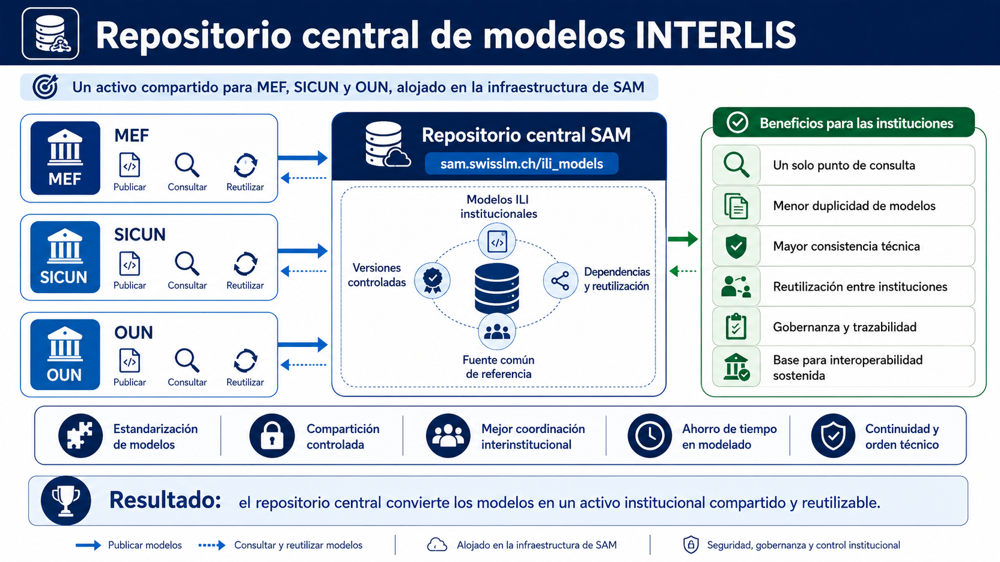 Repositorio central de modelos INTERLIS
Un activo compartido para MEF, SICUN y OUN, alojado en la infraestructura de SAM
MEF
MEF
Publicar
Consultar
Reutilizar
SICUN
SICUN
Publicar
Consultar
Reutilizar
OUN
OUN
Publicar
Consultar
Reutilizar
Repositorio central SAM
sam.swisslm.ch/ili_models
Modelos ILI
institucionales
</>
Versiones
controladas
Dependencias
y reutilización
Fuente común
de referencia
Beneficios para las instituciones
Un solo punto de consulta
Menor duplicidad de modelos
Mayor consistencia técnica
Reutilización entre instituciones
Gobernanza y trazabilidad
Base para interoperabilidad
sostenida
Estandarización
de modelos
Compartición
controlada
Mejor coordinación
interinstitucional
Ahorro de tiempo
en modelado
Continuidad y
orden técnico
Resultado: el repositorio central convierte los modelos en un activo institucional compartido y reutilizable.
Publicar modelos
Consultar y reutilizar modelos
Alojado en la infraestructura de SAM
Seguridad, gobernanza y control institucional